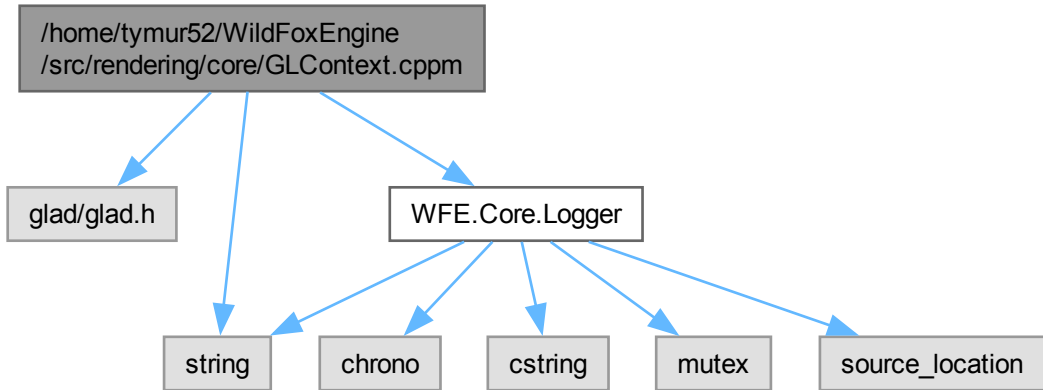 /home/tymur52/WildFoxEngine
/src/rendering/core/GLContext.cppm
glad/glad.h
WFE.Core.Logger
string
chrono
cstring
mutex
source_location